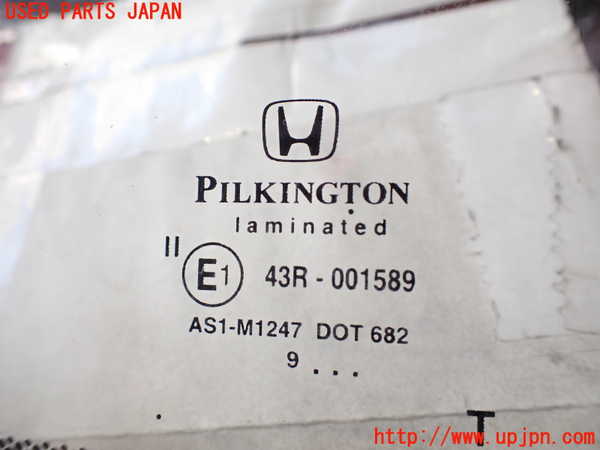 USED PARTS JAPAN
PILKINGTON
laminated
II
E1 43R - 001589
AS1-M1247 DOT 682
9 . . .
T
http://www.upjpn.com/